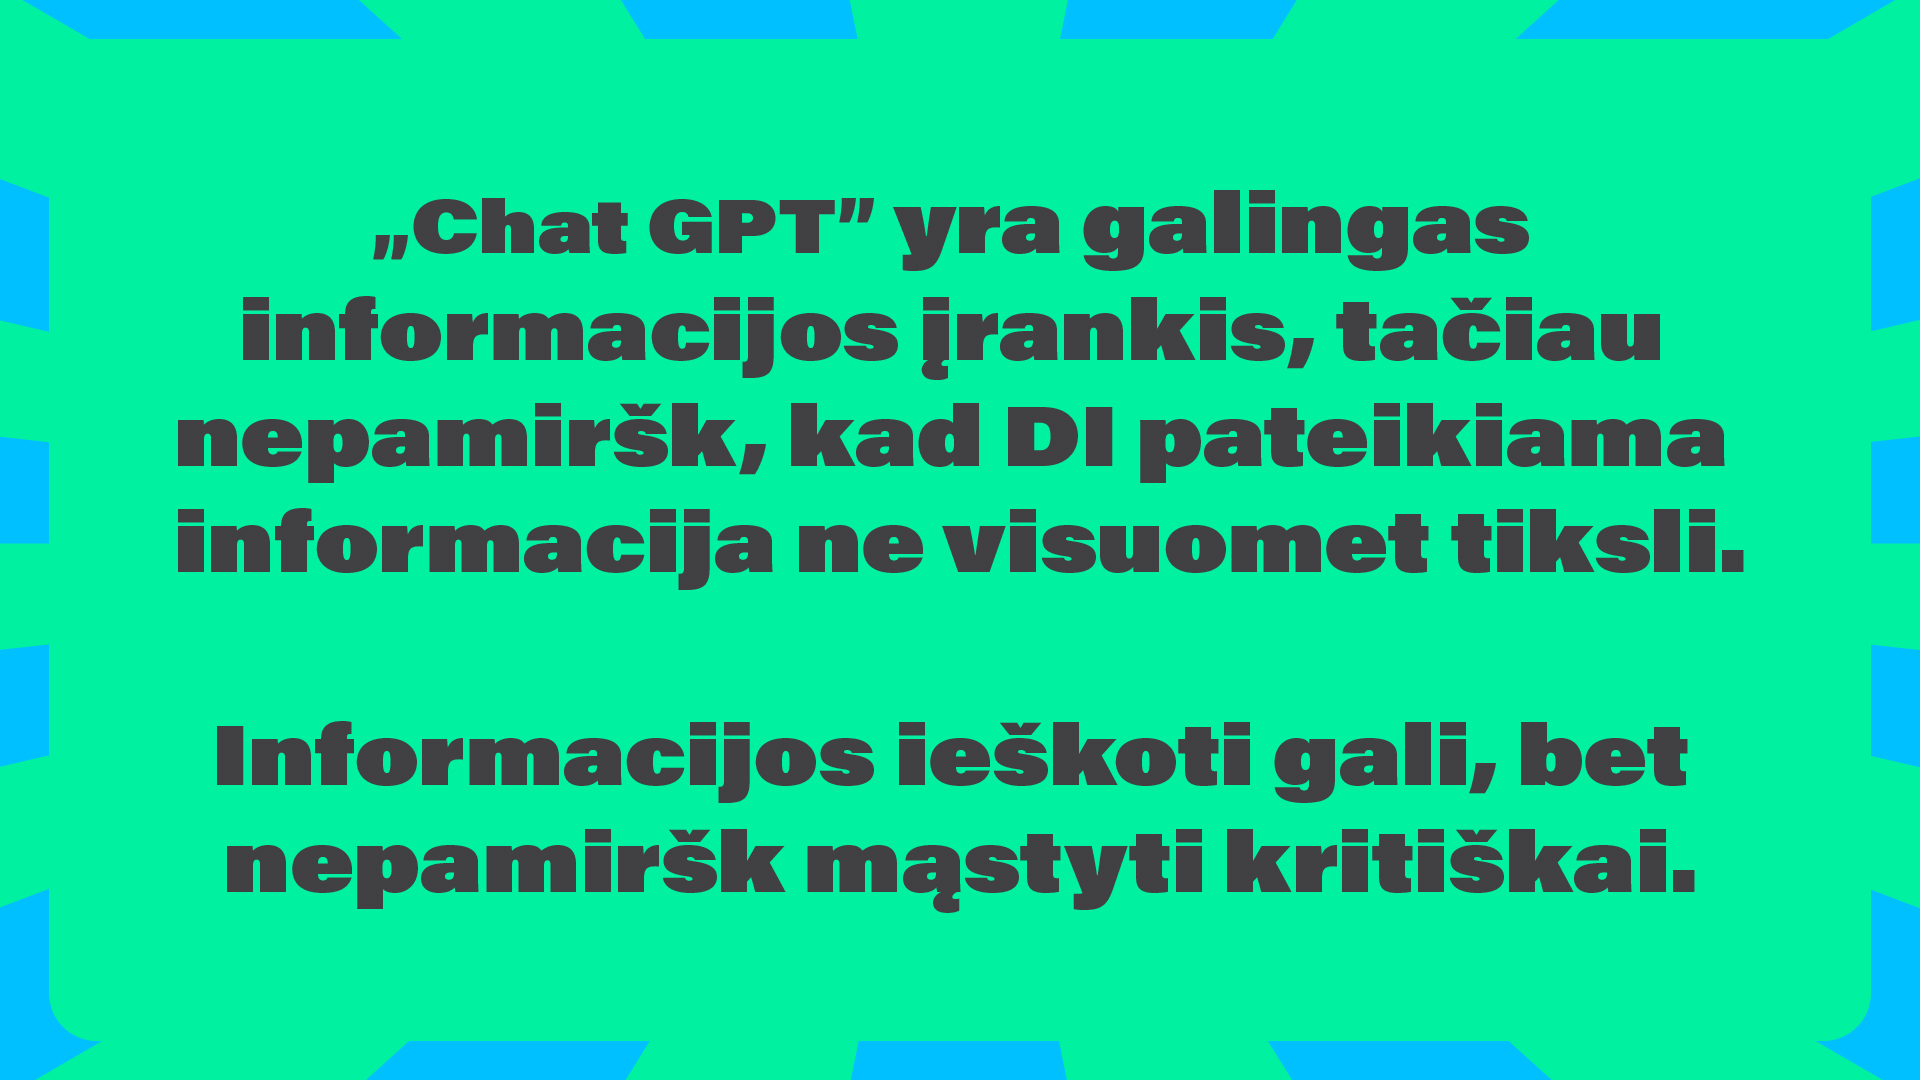 „Chat GPT” yra galingas
informacijos įrankis, tačiau
nepamiršk, kad DI pateikiama
informacija ne visuomet tiksli.
Informacijos ieškoti gali, bet
nepamiršk mąstyti kritiškai.